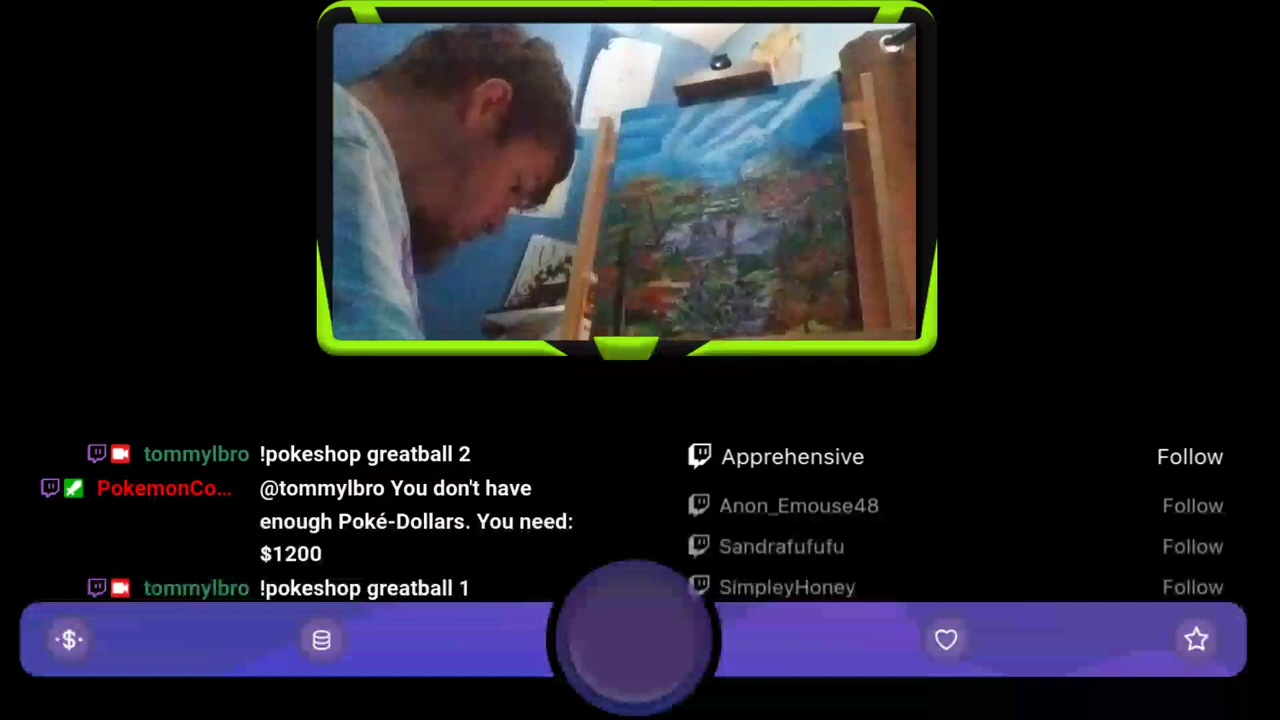 tommylbro !pokeshop greatball 2
PokemonCo... @tommylbro You don't have
enough Poké-Dollars. You need:
$1200
tommylbro !pokeshop greatball 1
Apprehensive Follow
Anon_Emouse48 Follow
Sandrafufufu Follow
SimpleyHoney Follow